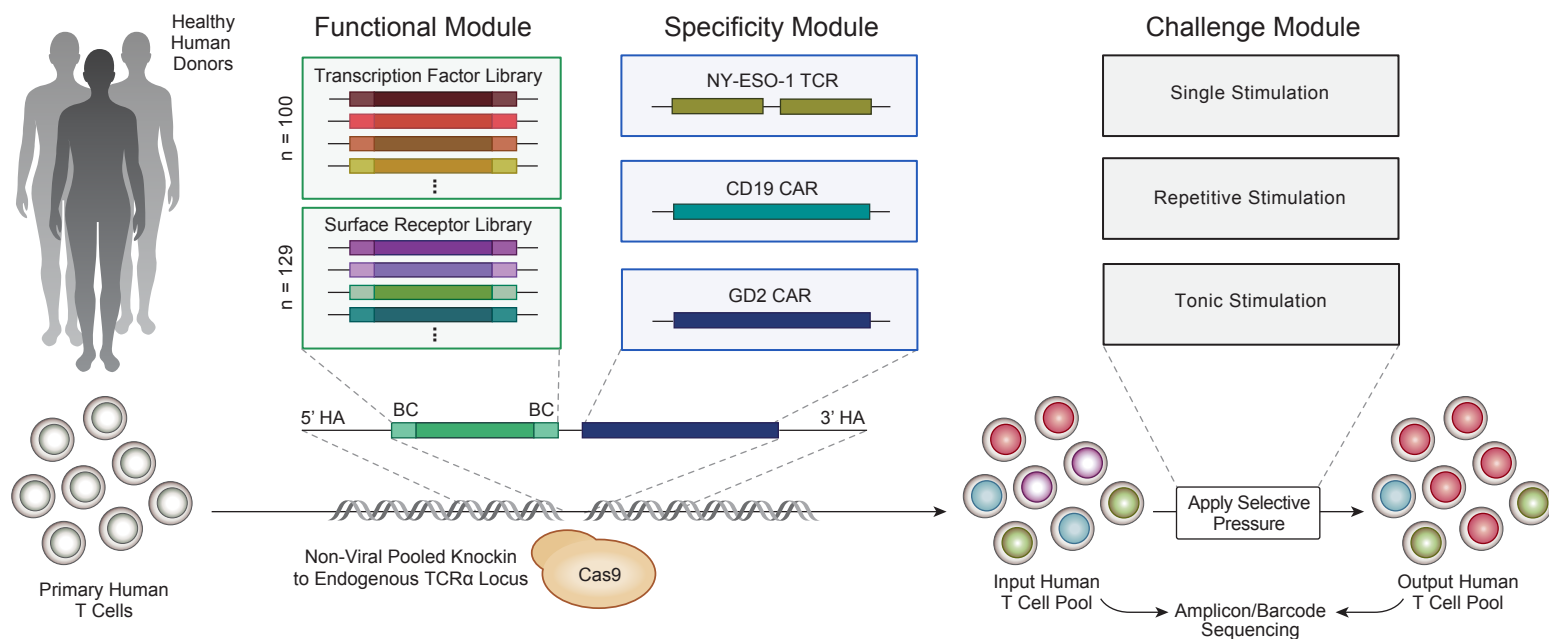 Healthy
Human
Donors
Functional Module
Specificity Module
Challenge Module
Transcription Factor Library
n = 100
Surface Receptor Library
n = 129
NY-ESO-1 TCR
CD19 CAR
GD2 CAR
Single Stimulation
Repetitive Stimulation
Tonic Stimulation
5' HA
BC
BC
3' HA
Primary Human
T Cells
Non-Viral Pooled Knockin
to Endogenous TCRα Locus
Cas9
Apply Selective
Pressure
Input Human
T Cell Pool
Output Human
T Cell Pool
Amplicon/Barcode
Sequencing